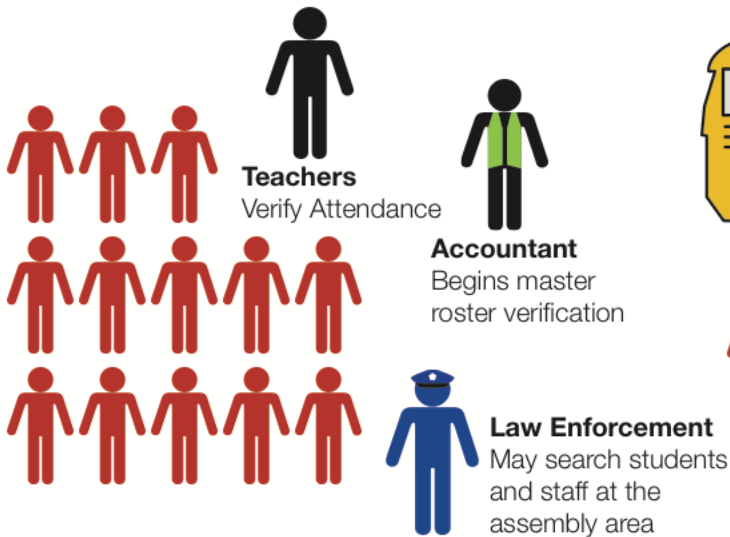 Teachers
Verify Attendance
Accountant
Begins master
roster verification
Law Enforcement
May search students
and staff at the
assembly area